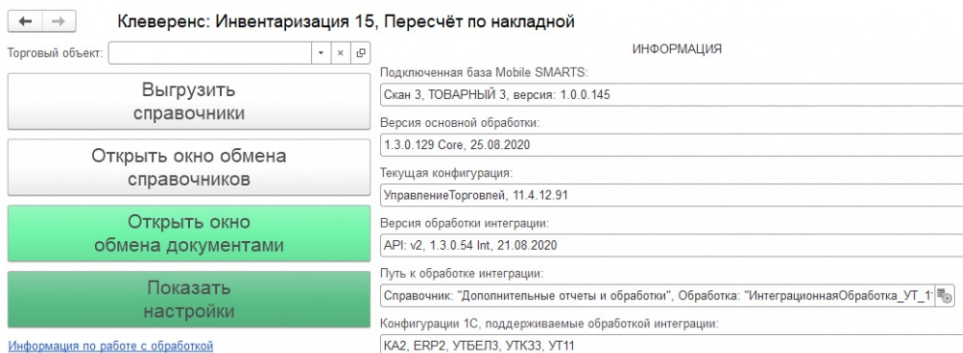 Клеверенс: Инвентаризация 15, Пересчёт по накладной
Торговый объект:
Выгрузить
справочники
Открыть окно обмена
справочников
Открыть окно
обмена документами
Показать
настройки
Информация по работе с обработкой
ИНФОРМАЦИЯ
Подключенная база Mobile SMARTS:
Скан 3, ТОВАРНЫЙ 3, версия: 1.0.0.145
Версия основной обработки:
1.3.0.129 Core, 25.08.2020
Текущая конфигурация:
УправлениеТорговлей, 11.4.12.91
Версия обработки интеграции:
API: v2, 1.3.0.54 Int, 21.08.2020
Путь к обработке интеграции:
Справочник: "Дополнительные отчеты и обработки", Обработка: "ИнтеграционнаяОбработка_УТ_1
Конфигурации 1С, поддерживаемые обработкой интеграции:
КА2, ERP2, УТБЕЛ3, УТК33, УТ11